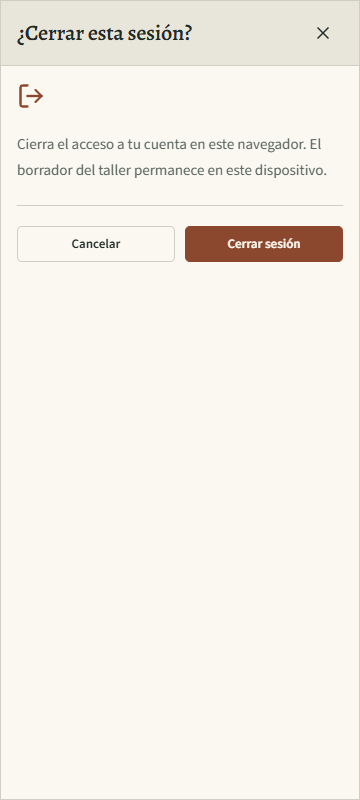 ¿Cerrar esta sesión?
Cierra el acceso a tu cuenta en este navegador. El
borrador del taller permanece en este dispositivo.
Cancelar
Cerrar sesión